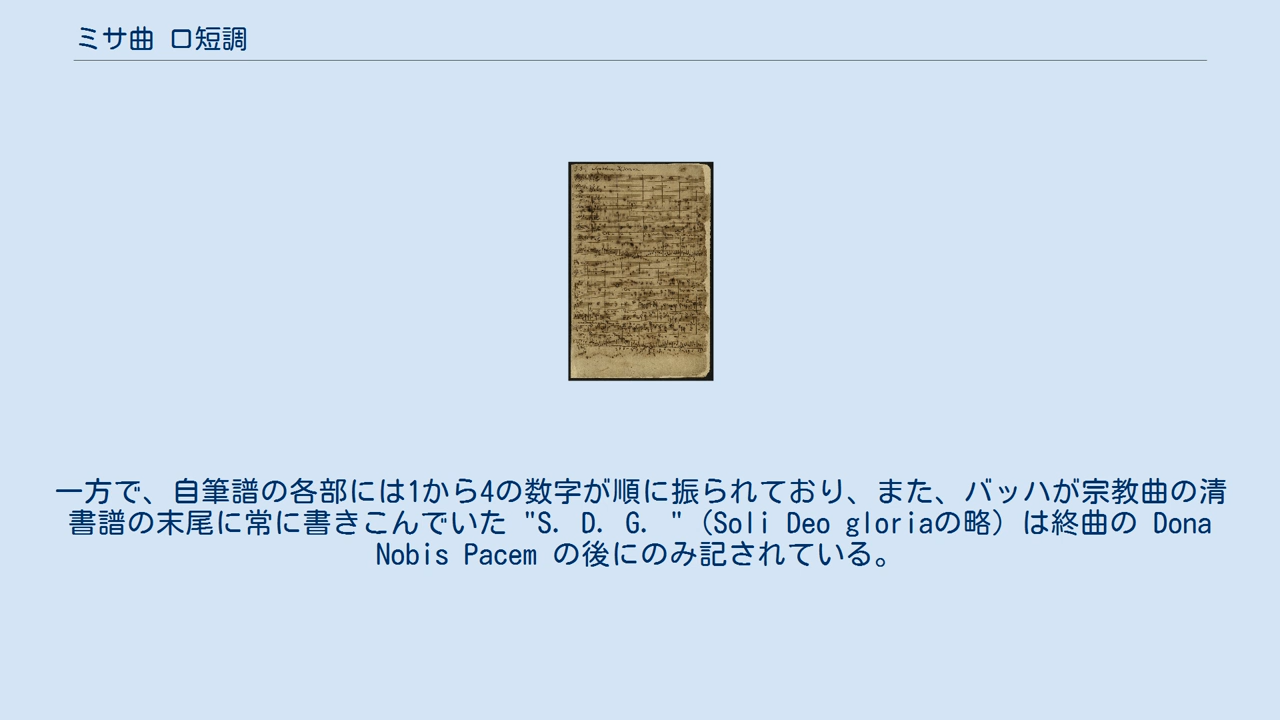 ミサ曲 ロ短調
一方で、自筆譜の各部には1から4の数字が順に振られており、また、バッハが宗教曲の清
書譜の末尾に常に書きこんでいた "S. D. G. "（Soli Deo gloriaの略）は終曲の Dona
Nobis Pacem の後にのみ記されている。